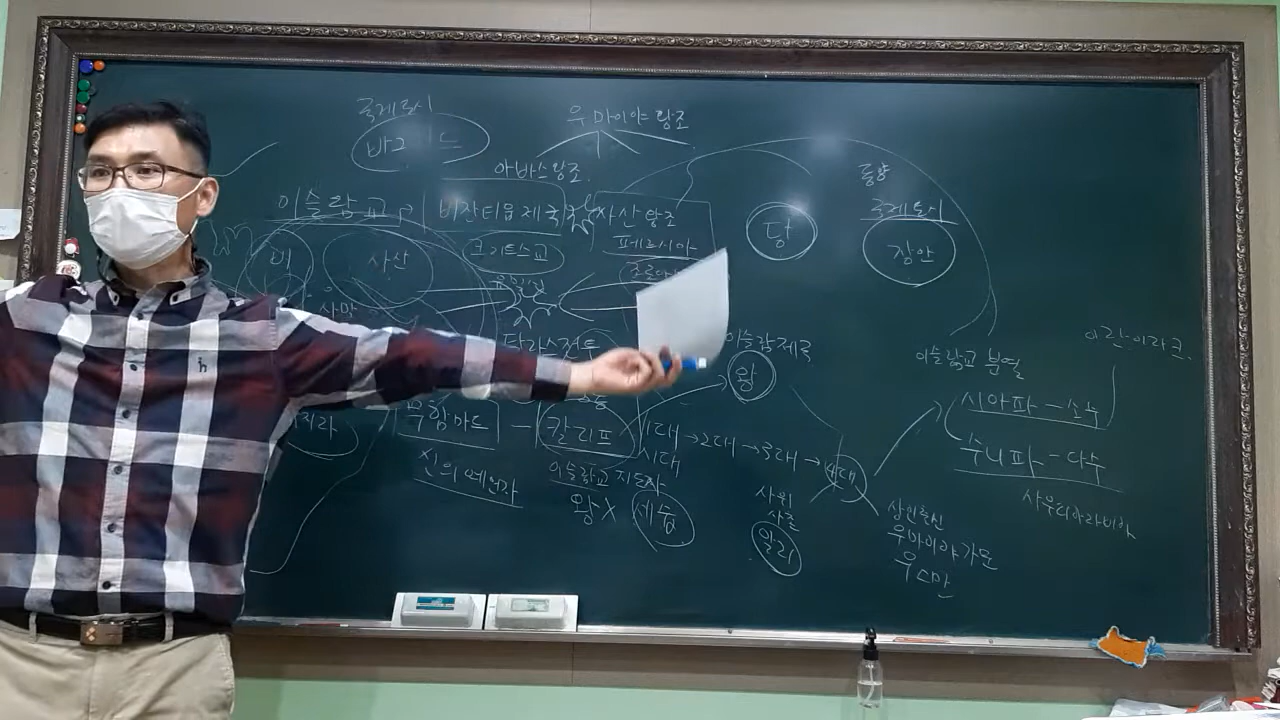 국제도시
우마이야 왕조
아바스왕조
동양
이슬람교
비잔티움제국
사산왕조
당
국제도시
장안
비
사산
크리트스교
페르시아
탈라스전투
이슬람제국
왕
이슬람교 분열
이란·이라크.
시아파 - 소수
무함마드 - 칼리프
1대 → 2대 → 3대 → 4대
시대
수니파 - 다수
신의 예언자
이슬람교 지도자
왕X
세습
사위
사촌
알리
상인출신
우마이야 가문
우스만
사우디아라비아